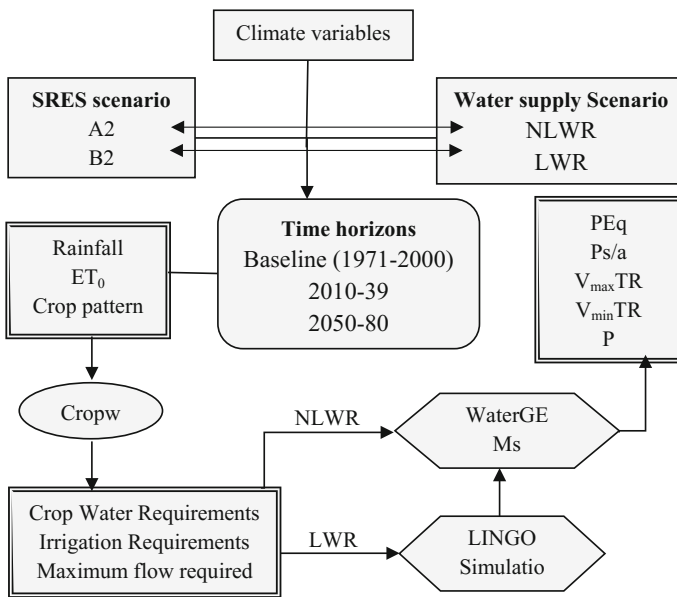 Climate variables
SRES scenario
A2
B2
Water supply Scenario
NLWR
LWR
Time horizons
Baseline (1971-2000)
2010-39
2050-80
Rainfall
ET₀
Crop pattern
PEq
Ps/a
VₘₐₓTR
VₘᵢₙTR
P
Cropw
NLWR
WaterGE
Ms
Crop Water Requirements
Irrigation Requirements
Maximum flow required
LWR
LINGO
Simulatio